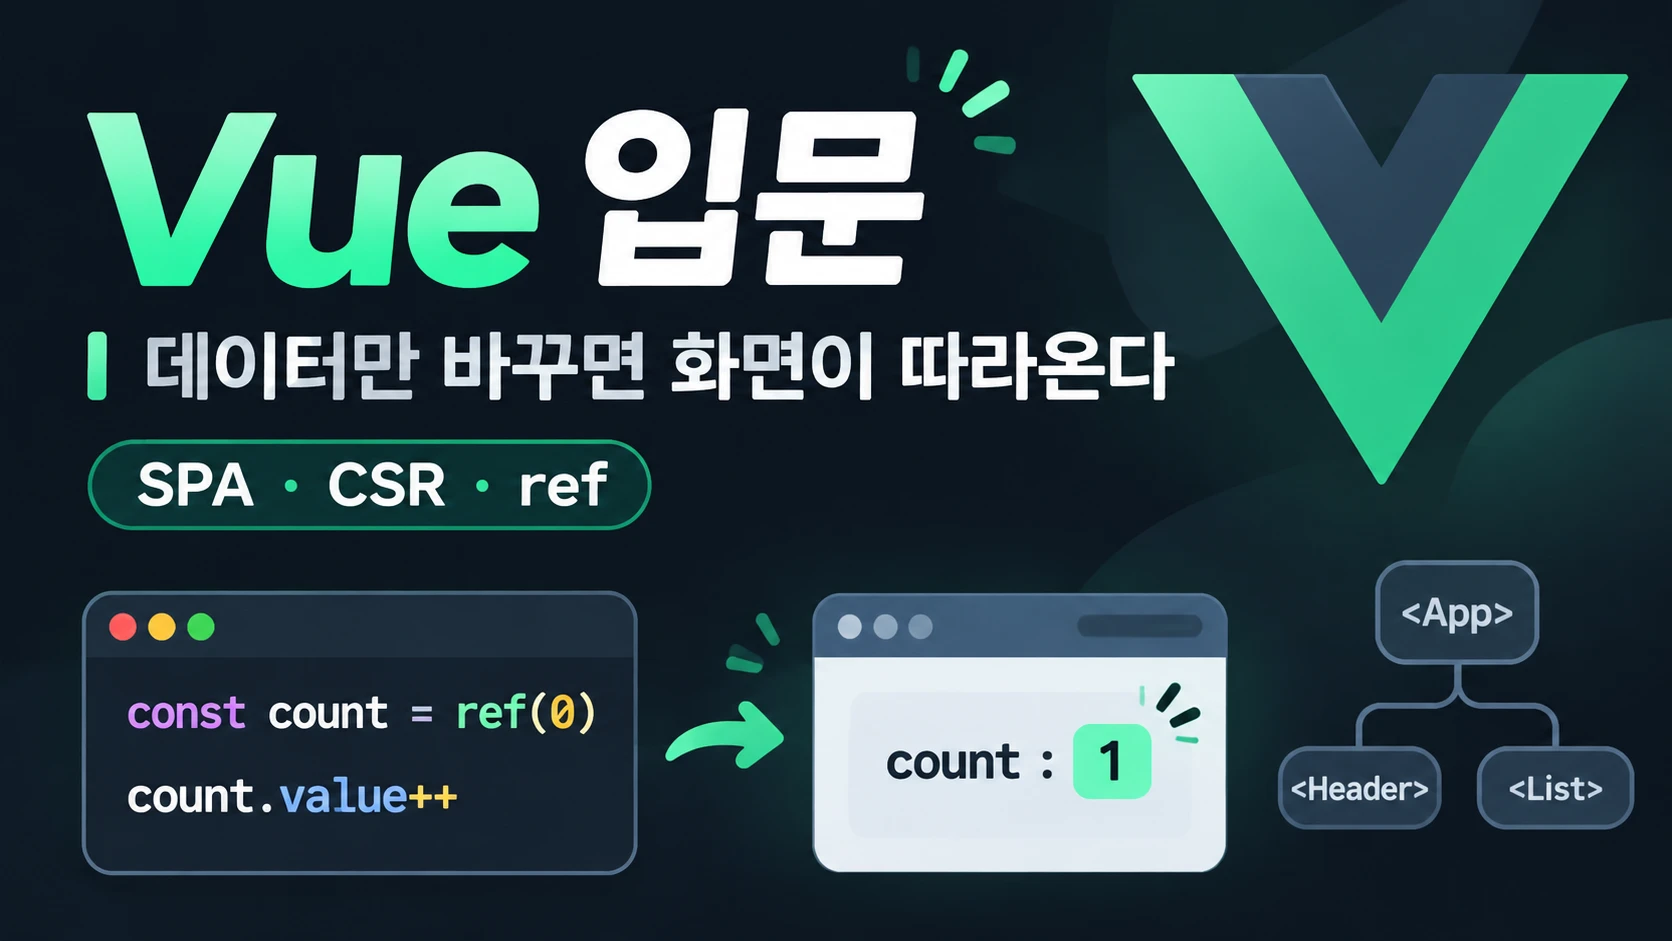 Vue 입문
데이터만 바꾸면 화면이 따라온다
SPA · CSR · ref
const count = ref(0)
count.value++
count : 1
<App>
<Header>
<List>